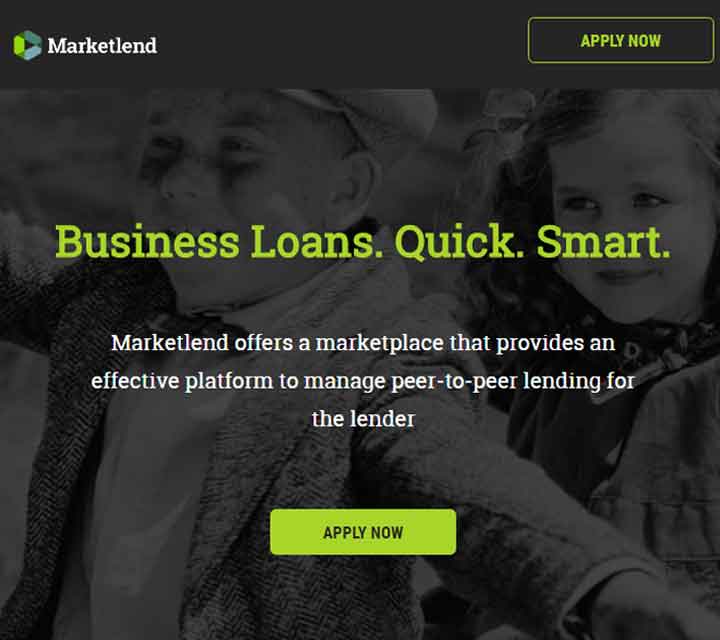 Marketlend
APPLY NOW
Business Loans. Quick. Smart.
Marketlend offers a marketplace that provides an
effective platform to manage peer-to-peer lending for
the lender
APPLY NOW